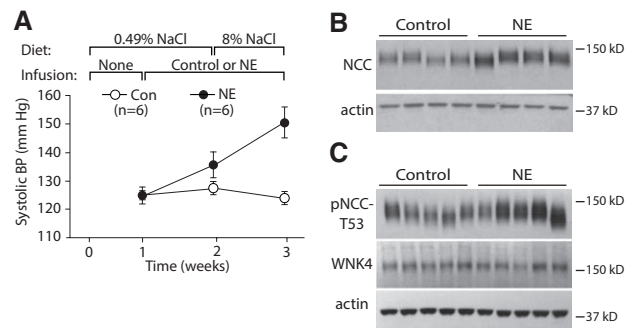 A
Diet: 0.49% NaCl 8% NaCl
Infusion: None Control or NE
Con (n=6)
NE (n=6)
Systolic BP (mm Hg)
160
150
140
130
120
110
0 1 2 3
Time (weeks)
B
Control NE
NCC
150 kD
actin
37 kD
C
Control NE
pNCC-
T53
150 kD
WNK4
150 kD
actin
37 kD